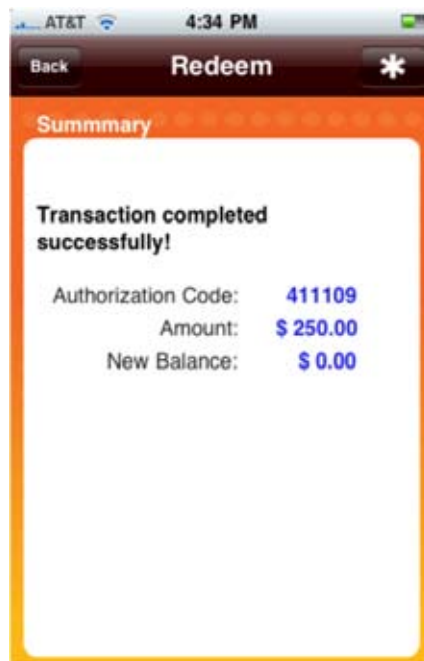 AT&T 4:34 PM
Back Redeem *
Summmary
Transaction completed
successfully!
Authorization Code: 411109
Amount: $ 250.00
New Balance: $ 0.00